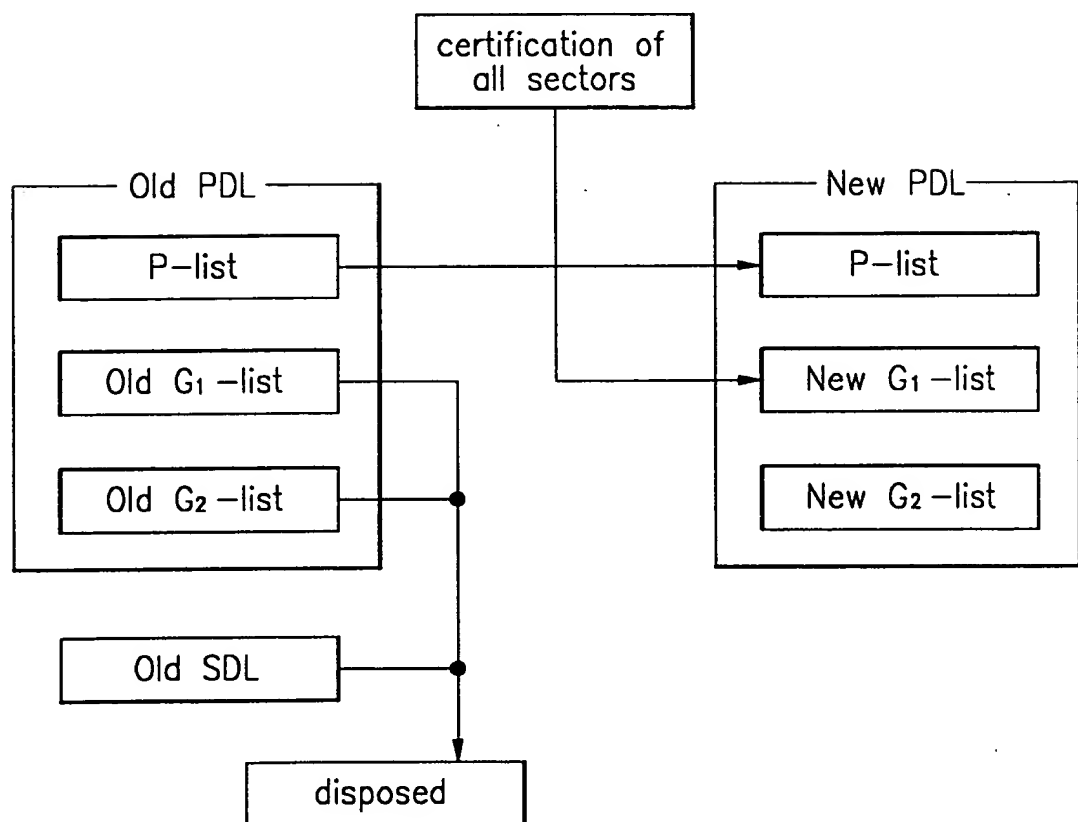 certification of
all sectors
Old PDL
New PDL
P-list
P-list
Old G1-list
New G1-list
Old G2-list
New G2-list
Old SDL
disposed